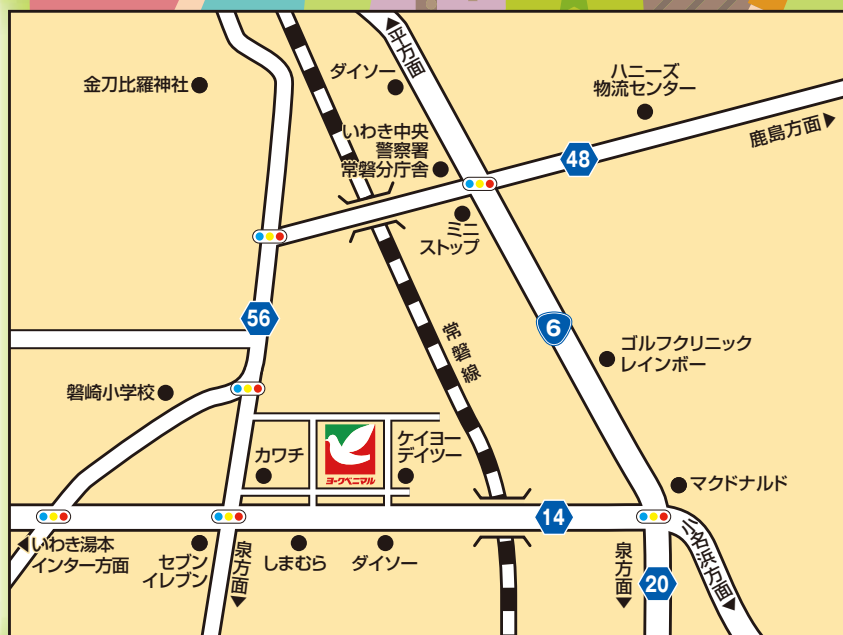 平方面
ダイソー
金刀比羅神社
ハニーズ
物流センター
鹿島方面
いわき中央
警察署
常磐分庁舎
48
ミニ
ストップ
56
6
常磐線
ゴルフクリニック
レインボー
磐崎小学校
カワチ
ヨークベニマル
ケイヨー
デイツー
マクドナルド
14
いわき湯本
インター方面
セブン
イレブン
泉方面
しまむら
ダイソー
泉方面
20
小名浜方面